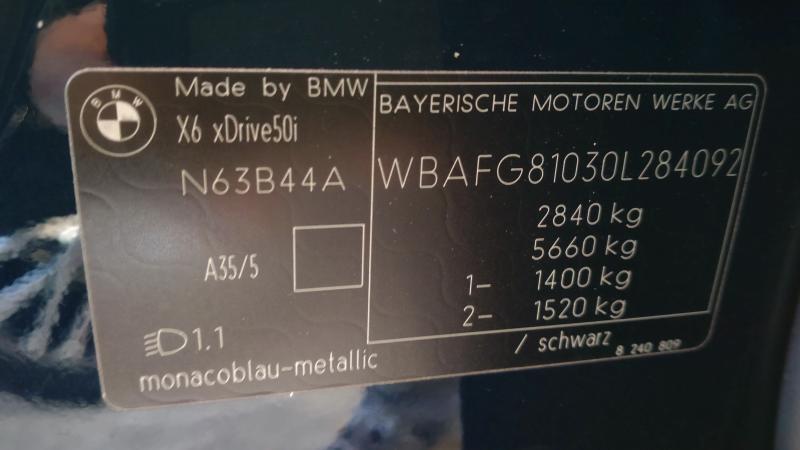 BMW
Made by BMW
X6 xDrive50i
N63B44A
A35/5
1.1
monacoblau-metallic
BAYERISCHE MOTOREN WERKE AG
WBAFG81030L284092
2840 kg
5660 kg
1- 1400 kg
2- 1520 kg
/ schwarz
8 240 809